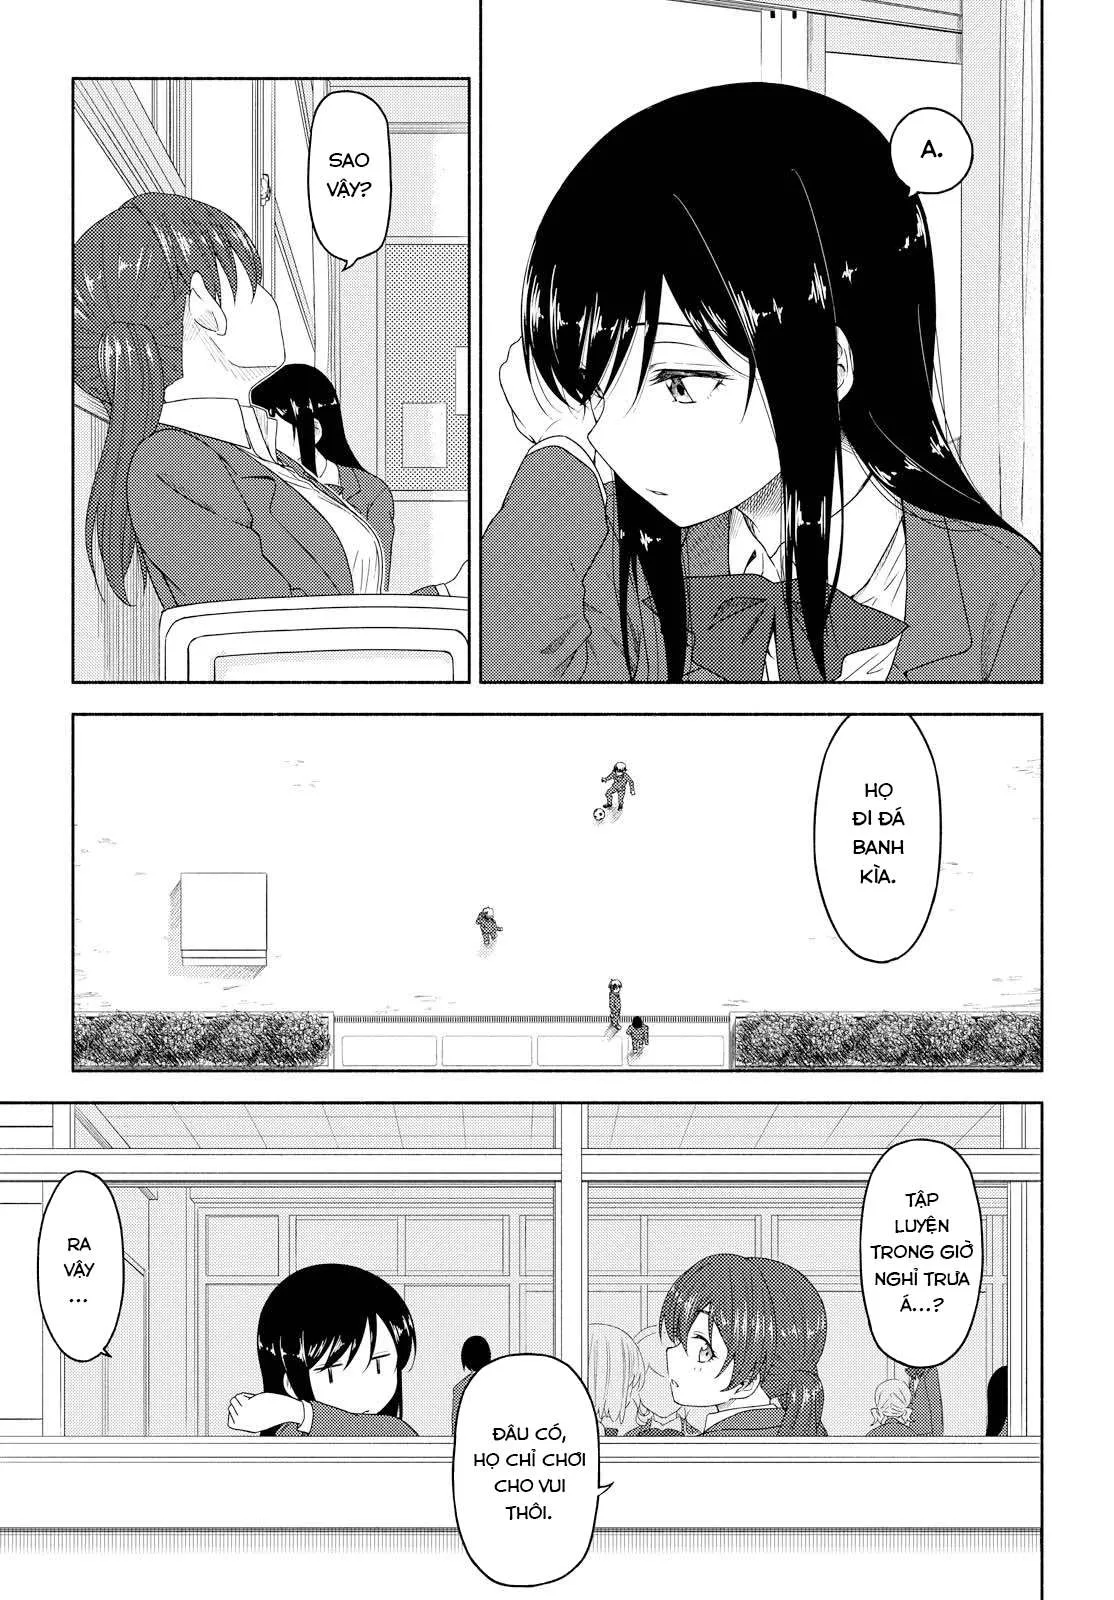 A.
SAO
VẬY?
HỌ
ĐI ĐÁ
BANH
KÌA.
TẬP
LUYỆN
TRONG GIỜ
NGHỈ TRƯA
Á...?
ĐÂU CÓ,
HỌ CHỈ CHƠI
CHO VUI
THÔI.
RA
VẬY
...